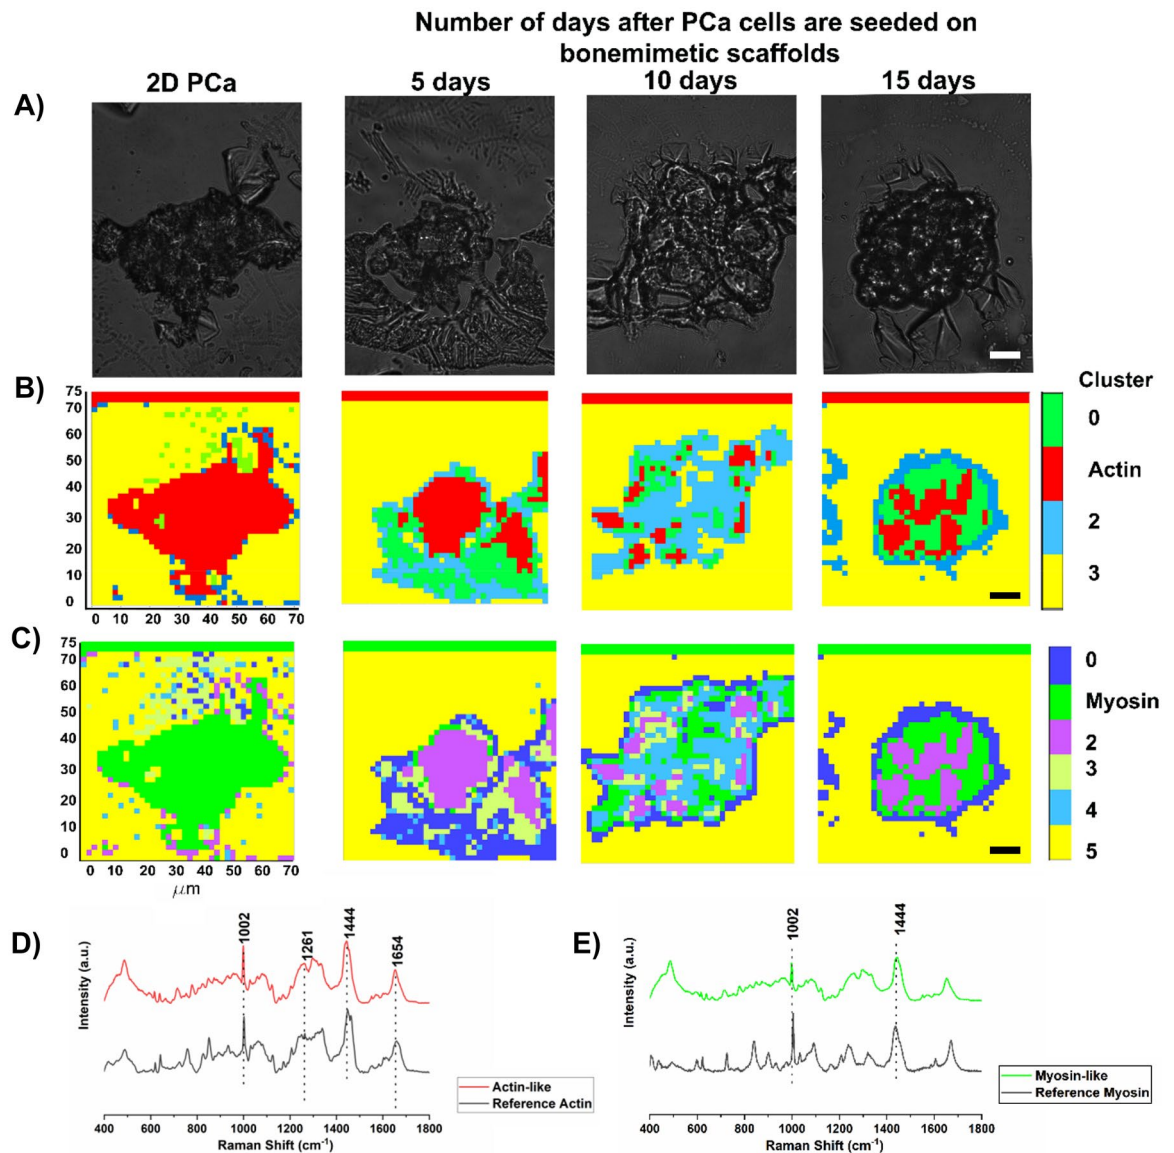 Number of days after PCa cells are seeded on
bonemimetic scaffolds
2D PCa
5 days
10 days
15 days
A)
B)
75
70
60
50
40
30
20
10
0
0 10 20 30 40 50 60 70
Cluster
0
Actin
2
3
C)
75
70
60
50
40
30
20
10
0
0 10 20 30 40 50 60 70
μm
0
Myosin
2
3
4
5
D)
Intensity (a.u.)
1002
1261
1444
1654
Actin-like
Reference Actin
400 600 800 1000 1200 1400 1600 1800
Raman Shift (cm-1)
E)
Intensity (a.u.)
1002
1444
Myosin-like
Reference Myosin
400 600 800 1000 1200 1400 1600 1800
Raman Shift (cm-1)